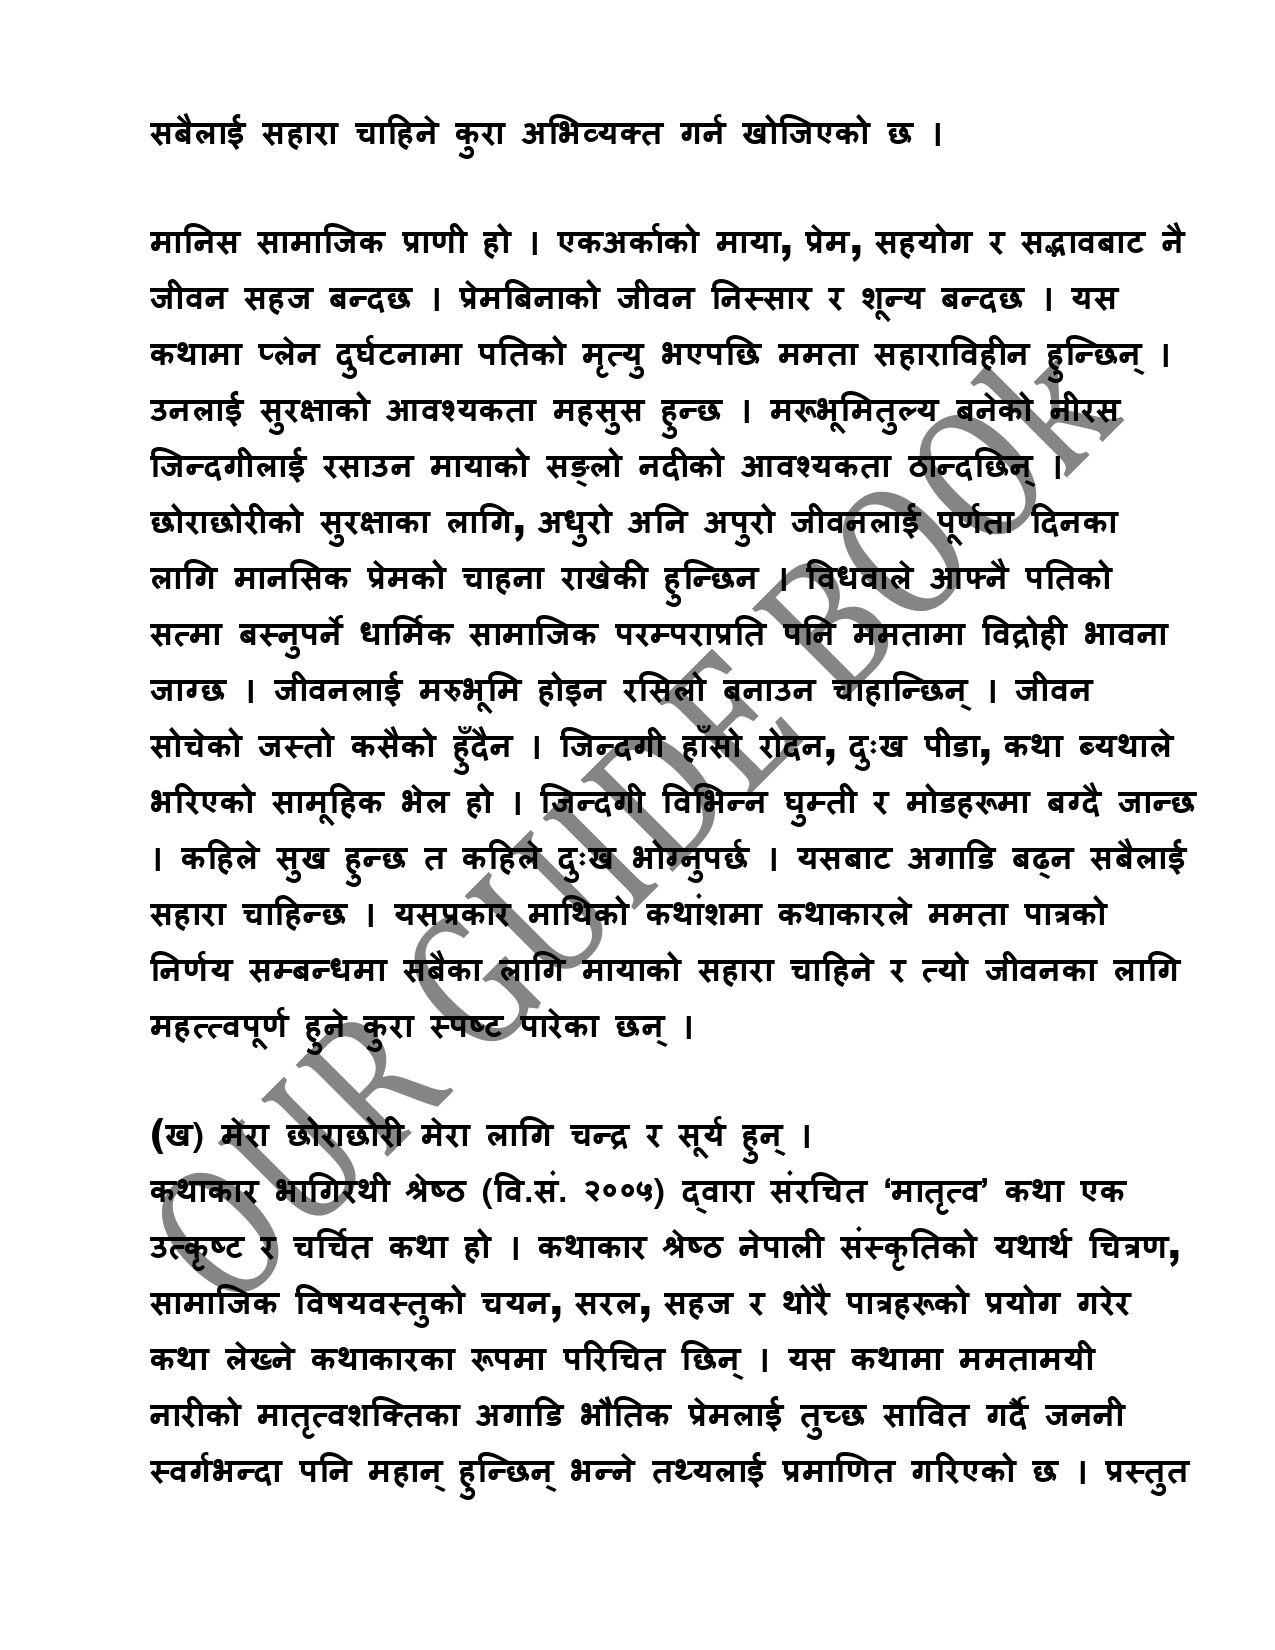 सबैलाई सहारा चाहिने कुरा अभिव्यक्त गर्न खोजिएको छ ।
मानिस सामाजिक प्राणी हो । एकअर्काको माया, प्रेम, सहयोग र सद्भावबाट नै
जीवन सहज बन्दछ । प्रेमबिनाको जीवन निस्सार र शून्य बन्दछ । यस
कथामा प्लेन दुर्घटनामा पतिको मृत्यु भएपछि ममता सहाराविहीन हुन्छिन् ।
उनलाई सुरक्षाको आवश्यकता महसुस हुन्छ । मरूभूमितुल्य बनेको नीरस
जिन्दगीलाई रसाउन मायाको सङ्लो नदीको आवश्यकता ठान्दछिन् ।
छोराछोरीको सुरक्षाका लागि, अधुरो अनि अपुरो जीवनलाई पूर्णता दिनका
लागि मानसिक प्रेमको चाहना राखेकी हुन्छिन । विधवाले आफ्नै पतिको
सत्मा बस्नुपर्ने धार्मिक सामाजिक परम्पराप्रति पनि ममतामा विद्रोही भावना
जाग्छ । जीवनलाई मरुभूमि होइन रसिलो बनाउन चाहान्छिन् । जीवन
सोचेको जस्तो कसैको हुँदैन । जिन्दगी हाँसो रोदन, दुःख पीडा, कथा ब्यथाले
भरिएको सामूहिक भेल हो । जिन्दगी विभिन्न घुम्ती र मोडहरूमा बग्दै जान्छ
। कहिले सुख हुन्छ त कहिले दुःख भोग्नुपर्छ । यसबाट अगाडि बढ्न सबैलाई
सहारा चाहिन्छ । यसप्रकार माथिको कथांशमा कथाकारले ममता पात्रको
निर्णय सम्बन्धमा सबैका लागि मायाको सहारा चाहिने र त्यो जीवनका लागि
महत्त्वपूर्ण हुने कुरा स्पष्ट पारेका छन् ।
(ख) मेरा छोराछोरी मेरा लागि चन्द्र र सूर्य हुन् ।
कथाकार भागिरथी श्रेष्ठ (वि.सं. २००५) द्वारा संरचित ‘मातृत्व’ कथा एक
उत्कृष्ट र चर्चित कथा हो । कथाकार श्रेष्ठ नेपाली संस्कृतिको यथार्थ चित्रण,
सामाजिक विषयवस्तुको चयन, सरल, सहज र थोरै पात्रहरूको प्रयोग गरेर
कथा लेख्ने कथाकारका रूपमा परिचित छिन् । यस कथामा ममतामयी
नारीको मातृत्वशक्तिका अगाडि भौतिक प्रेमलाई तुच्छ सावित गर्दै जननी
स्वर्गभन्दा पनि महान् हुन्छिन् भन्ने तथ्यलाई प्रमाणित गरिएको छ । प्रस्तुत
OUR GUIDE BOOk